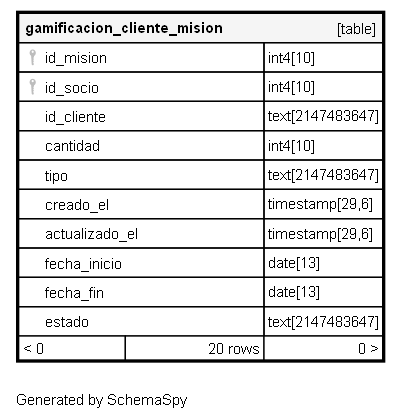 gamificacion_cliente_mision [table]
id_mision int4[10]
id_socio int4[10]
id_cliente text[2147483647]
cantidad int4[10]
tipo text[2147483647]
creado_el timestamp[29,6]
actualizado_el timestamp[29,6]
fecha_inicio date[13]
fecha_fin date[13]
estado text[2147483647]
< 0 20 rows 0 >
Generated by SchemaSpy